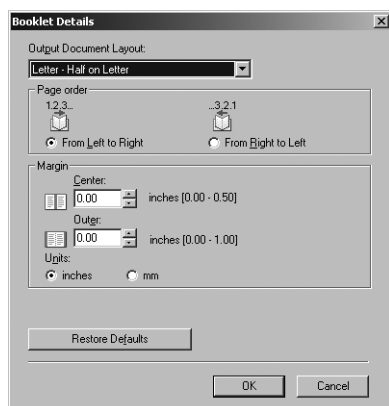 Booklet Details
Output Document Layout:
Letter - Half on Letter
Page order
1.2,3... ...3,2.1
From Left to Right From Right to Left
Margin
Center:
0.00 inches [0.00 - 0.50]
Outer:
0.00 inches [0.00 - 1.00]
Units:
inches mm
Restore Defaults
OK Cancel